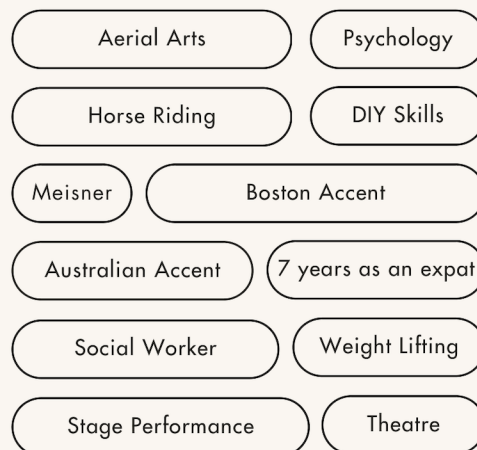 Aerial Arts
Psychology
Horse Riding
DIY Skills
Meisner
Boston Accent
Australian Accent
7 years as an expat
Social Worker
Weight Lifting
Stage Performance
Theatre